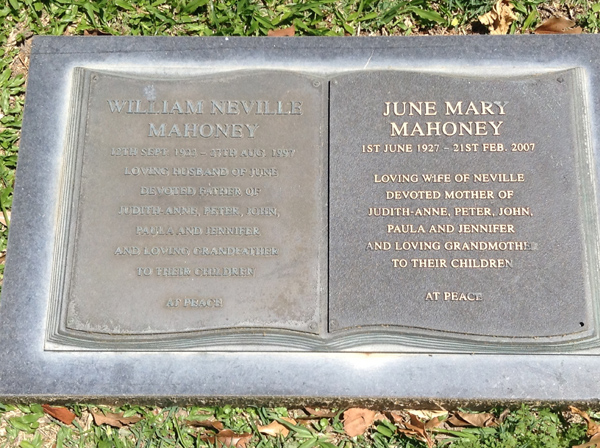 WILLIAM NEVILLE
MAHONEY
12TH SEPT. 1923 – 27TH AUG. 1997
LOVING HUSBAND OF JUNE
DEVOTED FATHER OF
JUDITH-ANNE, PETER, JOHN,
PAULA AND JENNIFER
AND LOVING GRANDFATHER
TO THEIR CHILDREN
AT PEACE
JUNE MARY
MAHONEY
1ST JUNE 1927 – 21ST FEB. 2007
LOVING WIFE OF NEVILLE
DEVOTED MOTHER OF
JUDITH-ANNE, PETER, JOHN,
PAULA AND JENNIFER
AND LOVING GRANDMOTHER
TO THEIR CHILDREN
AT PEACE